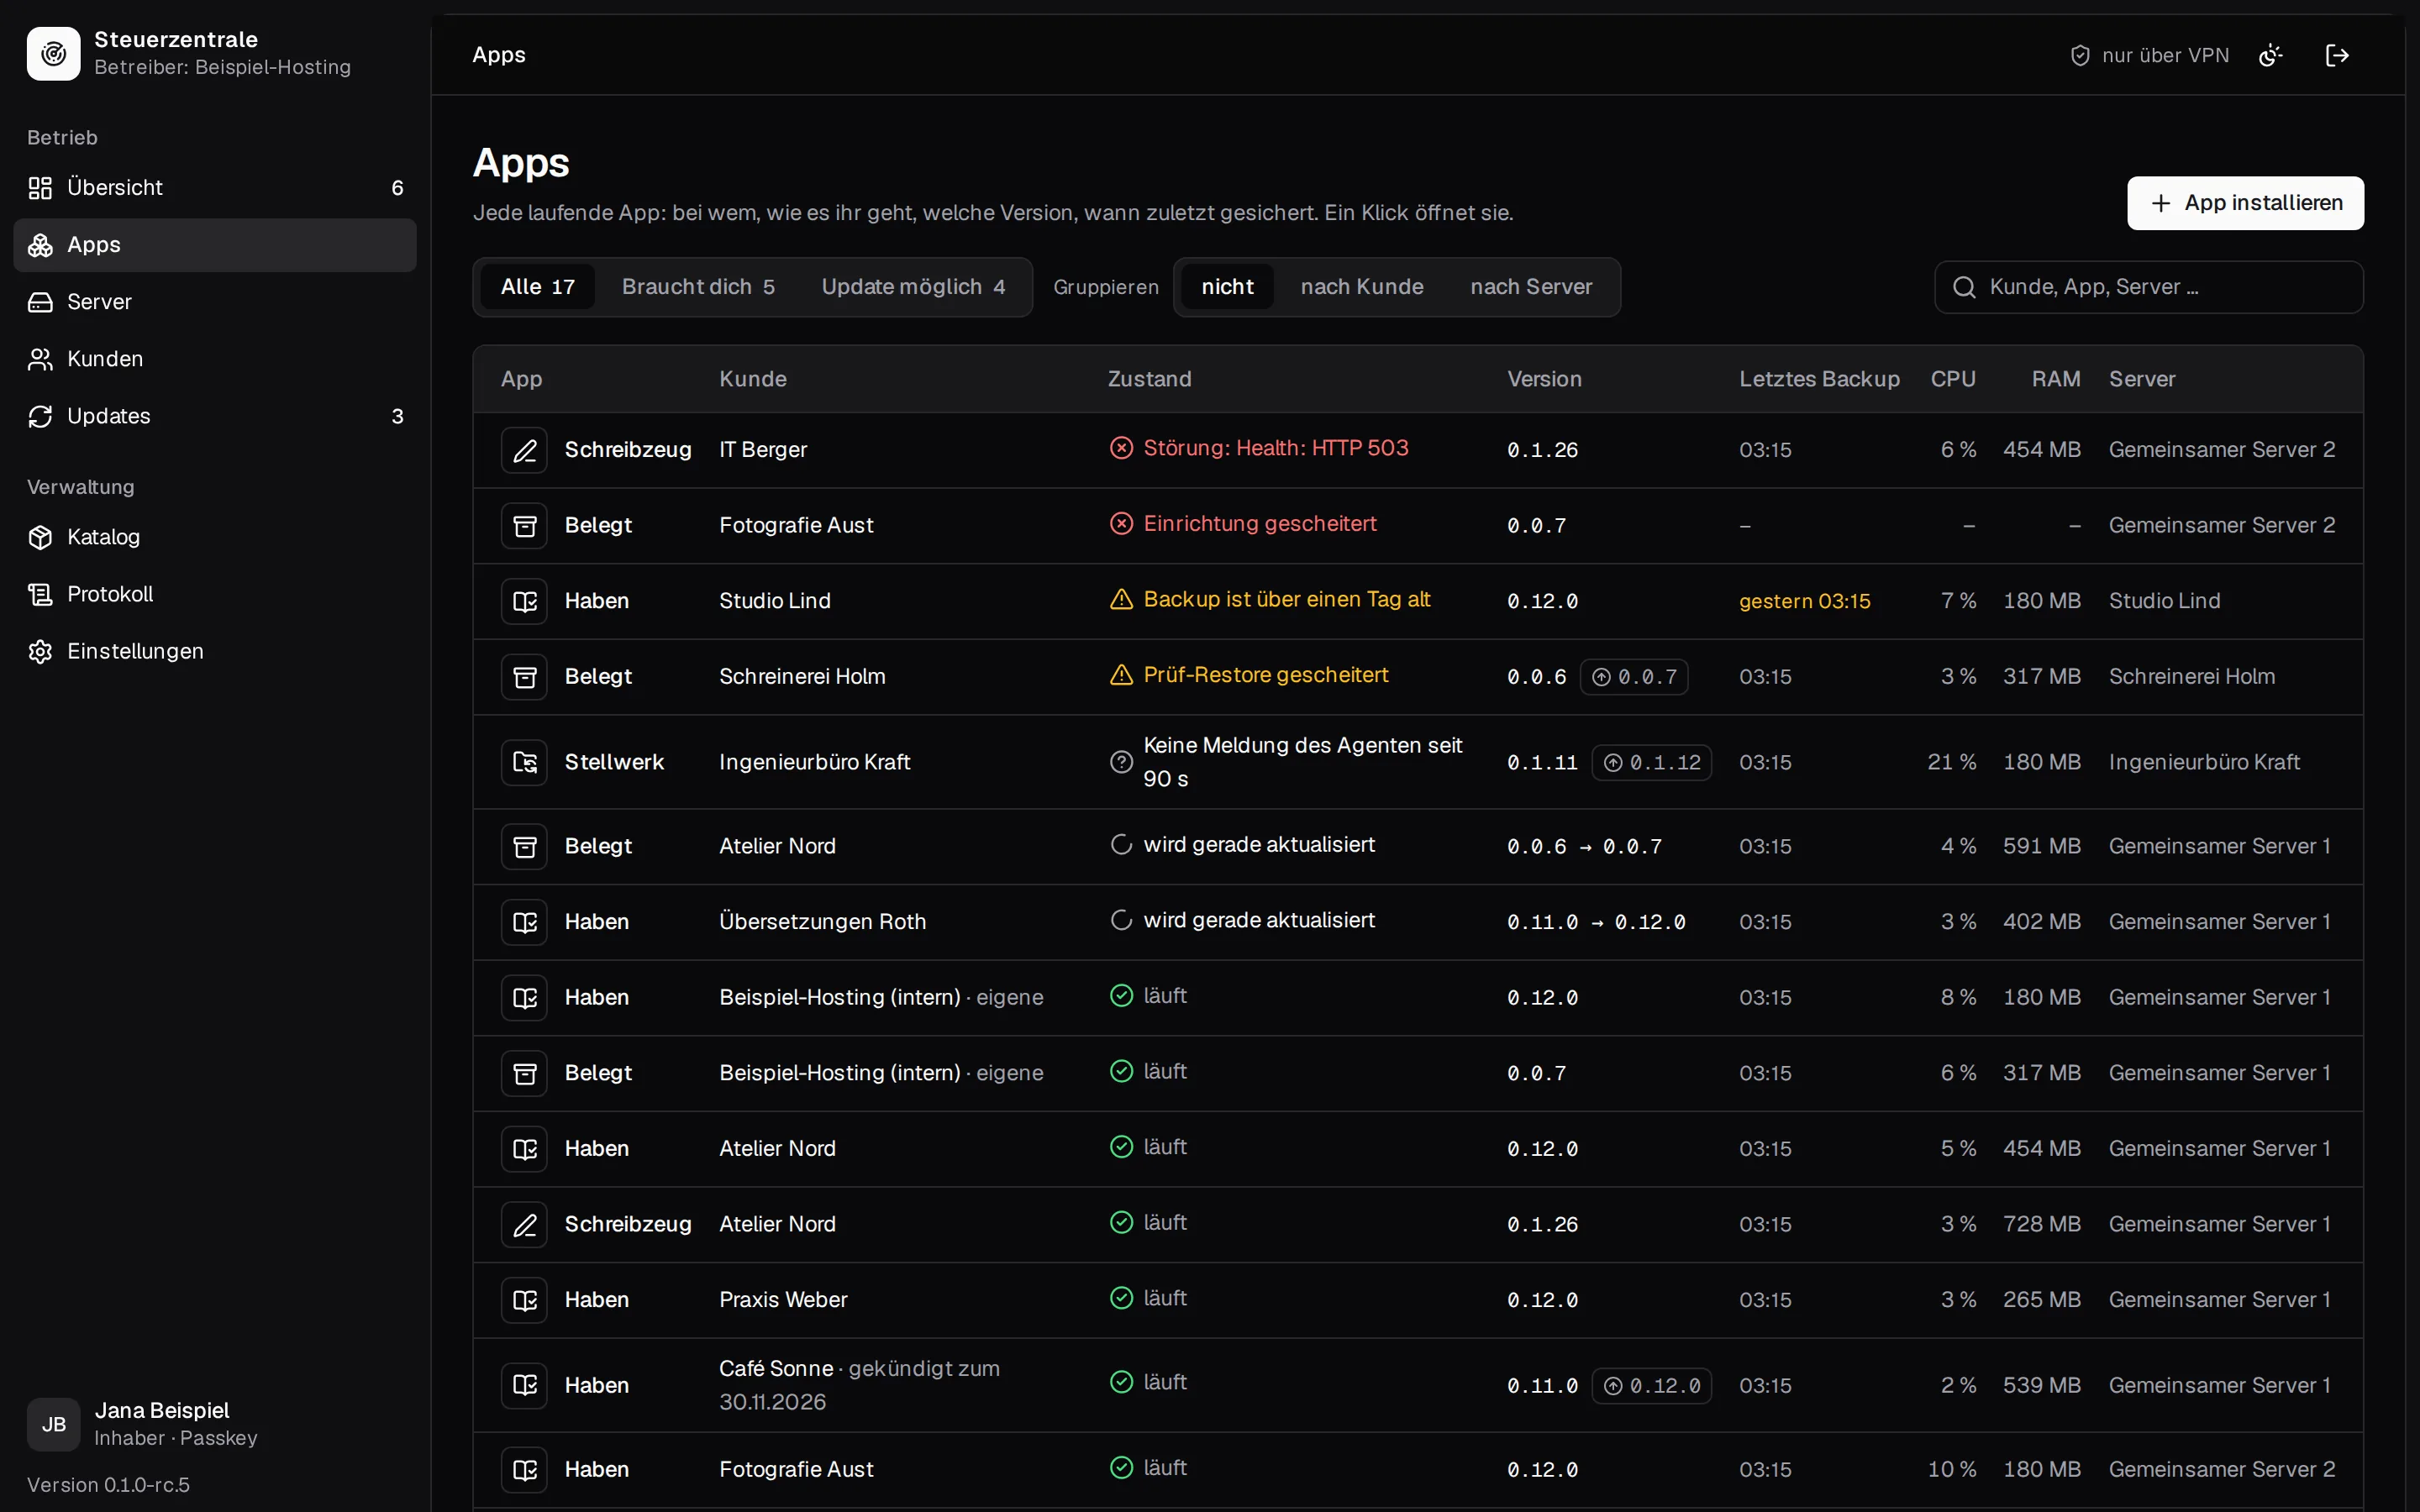 Steuerzentrale
Betreiber: Beispiel-Hosting
Betrieb
Übersicht 6
Apps
Server
Kunden
Updates 3
Verwaltung
Katalog
Protokoll
Einstellungen
JB
Jana Beispiel
Inhaber · Passkey
Version 0.1.0-rc.5
Apps
nur über VPN
Apps
Jede laufende App: bei wem, wie es ihr geht, welche Version, wann zuletzt gesichert. Ein Klick öffnet sie.
App installieren
Alle 17 Braucht dich 5 Update möglich 4 Gruppieren nicht nach Kunde nach Server Kunde, App, Server …
App Kunde Zustand Version Letztes Backup CPU RAM Server
Schreibzeug IT Berger Störung: Health: HTTP 503 0.1.26 03:15 6 % 454 MB Gemeinsamer Server 2
Belegt Fotografie Aust Einrichtung gescheitert 0.0.7 – – – Gemeinsamer Server 2
Haben Studio Lind Backup ist über einen Tag alt 0.12.0 gestern 03:15 7 % 180 MB Studio Lind
Belegt Schreinerei Holm Prüf-Restore gescheitert 0.0.6 0.0.7 03:15 3 % 317 MB Schreinerei Holm
Stellwerk Ingenieurbüro Kraft Keine Meldung des Agenten seit
90 s 0.1.11 0.1.12 03:15 21 % 180 MB Ingenieurbüro Kraft
Belegt Atelier Nord wird gerade aktualisiert 0.0.6 → 0.0.7 03:15 4 % 591 MB Gemeinsamer Server 1
Haben Übersetzungen Roth wird gerade aktualisiert 0.11.0 → 0.12.0 03:15 3 % 402 MB Gemeinsamer Server 1
Haben Beispiel-Hosting (intern) · eigene läuft 0.12.0 03:15 8 % 180 MB Gemeinsamer Server 1
Belegt Beispiel-Hosting (intern) · eigene läuft 0.0.7 03:15 6 % 317 MB Gemeinsamer Server 1
Haben Atelier Nord läuft 0.12.0 03:15 5 % 454 MB Gemeinsamer Server 1
Schreibzeug Atelier Nord läuft 0.1.26 03:15 3 % 728 MB Gemeinsamer Server 1
Haben Praxis Weber läuft 0.12.0 03:15 3 % 265 MB Gemeinsamer Server 1
Haben Café Sonne · gekündigt zum
30.11.2026 läuft 0.11.0 0.12.0 03:15 2 % 539 MB Gemeinsamer Server 1
Haben Fotografie Aust läuft 0.12.0 03:15 10 % 180 MB Gemeinsamer Server 2